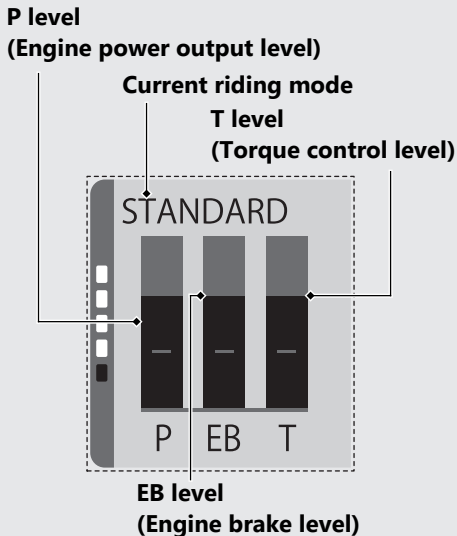 P level
(Engine power output level)
Current riding mode
T level
(Torque control level)
STANDARD
P EB T
EB level
(Engine brake level)